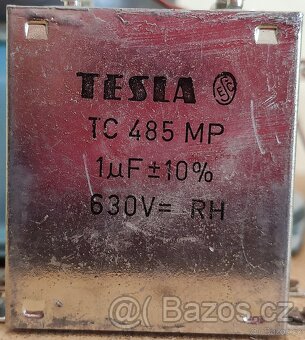 TESLA
TC 485 MP
1µF±10%
630V= RH
@( Bazos.cz